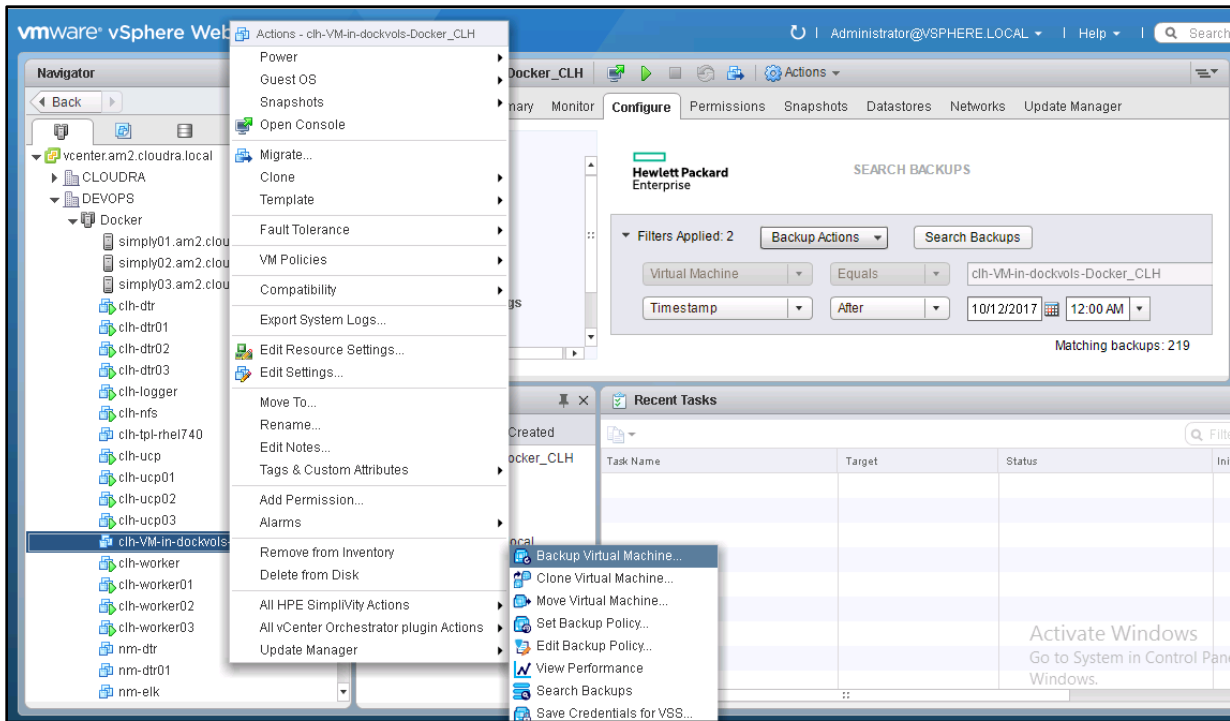 vmware® vSphere Web
Administrator@VSPHERE.LOCAL
Help
Search
Navigator
Back
vcenter.am2.cloudra.local
CLOUDRA
DEVOPS
Docker
simply01.am2.clou
simply02.am2.clou
simply03.am2.clou
clh-dtr
clh-dtr01
clh-dtr02
clh-dtr03
clh-logger
clh-nfs
clh-tpl-rhel740
clh-ucp
clh-ucp01
clh-ucp02
clh-ucp03
clh-VM-in-dockvols-
clh-worker
clh-worker01
clh-worker02
clh-worker03
nm-dtr
nm-dtr01
nm-elk
Actions - clh-VM-in-dockvols-Docker_CLH
Power
Guest OS
Snapshots
Open Console
Migrate...
Clone
Template
Fault Tolerance
VM Policies
Compatibility
Export System Logs...
Edit Resource Settings...
Edit Settings...
Move To...
Rename...
Edit Notes...
Tags & Custom Attributes
Add Permission...
Alarms
Remove from Inventory
Delete from Disk
All HPE SimpliVity Actions
All vCenter Orchestrator plugin Actions
Update Manager
Backup Virtual Machine...
Clone Virtual Machine...
Move Virtual Machine...
Set Backup Policy...
Edit Backup Policy...
View Performance
Search Backups
Save Credentials for VSS...
Docker_CLH
Actions
mary Monitor Configure Permissions Snapshots Datastores Networks Update Manager
gs
Hewlett Packard
Enterprise
SEARCH BACKUPS
Filters Applied: 2 Backup Actions Search Backups
Virtual Machine Equals clh-VM-in-dockvols-Docker_CLH
Timestamp After 10/12/2017 12:00 AM
Matching backups: 219
Created
ocker_CLH
ocal
Recent Tasks
Filte
Task Name Target Status Ini
Activate Windows
Go to System in Control Pan
Windows.